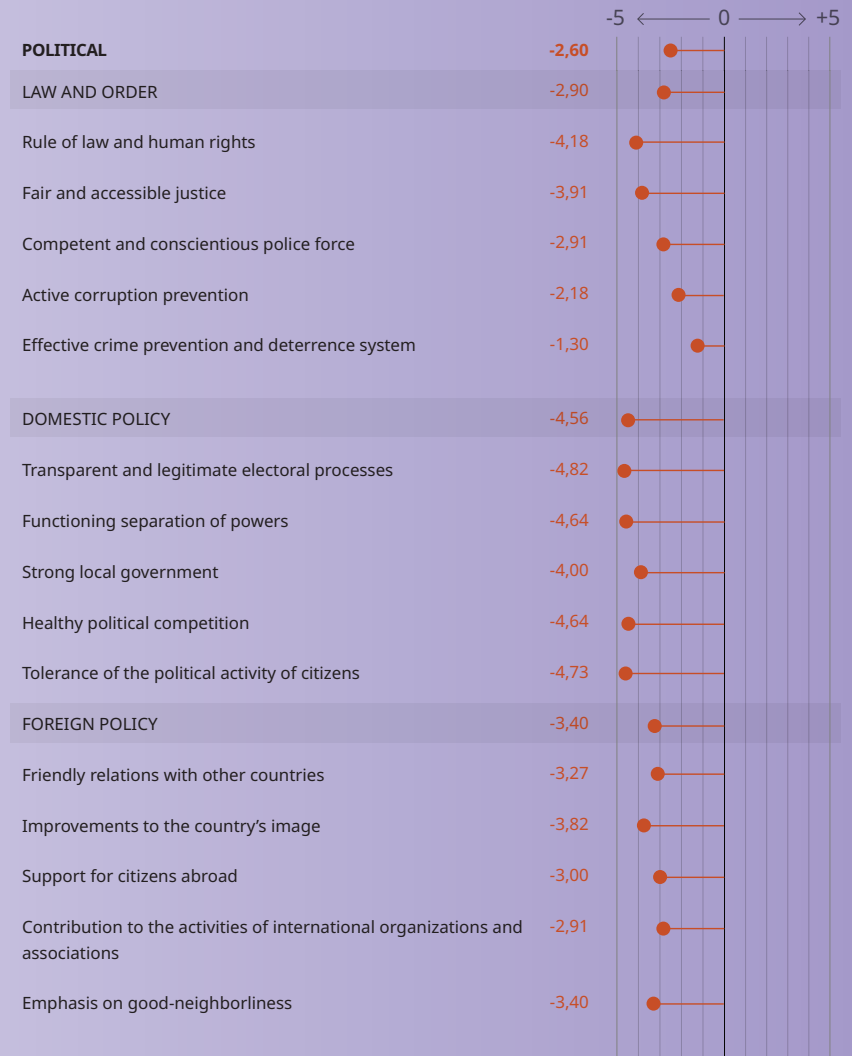 -5 0 +5
POLITICAL -2,60
LAW AND ORDER -2,90
Rule of law and human rights -4,18
Fair and accessible justice -3,91
Competent and conscientious police force -2,91
Active corruption prevention -2,18
Effective crime prevention and deterrence system -1,30
DOMESTIC POLICY -4,56
Transparent and legitimate electoral processes -4,82
Functioning separation of powers -4,64
Strong local government -4,00
Healthy political competition -4,64
Tolerance of the political activity of citizens -4,73
FOREIGN POLICY -3,40
Friendly relations with other countries -3,27
Improvements to the country’s image -3,82
Support for citizens abroad -3,00
Contribution to the activities of international organizations and -2,91
associations
Emphasis on good-neighborliness -3,40